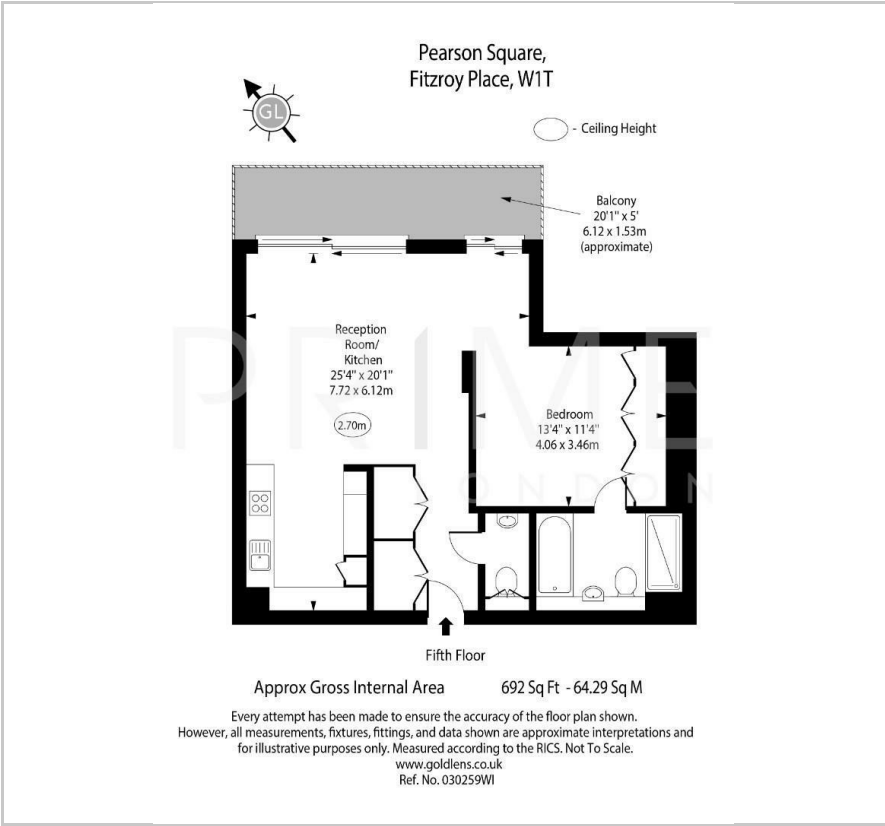 Pearson Square,
Fitzroy Place, W1T
GL
- Ceiling Height
Balcony
20'1" x 5'
6.12 x 1.53m
(approximate)
Reception
Room/
Kitchen
25'4" x 20'1"
7.72 x 6.12m
2.70m
Bedroom
13'4" x 11'4"
4.06 x 3.46m
PRIME
LONDON
Fifth Floor
Approx Gross Internal Area 692 Sq Ft - 64.29 Sq M
Every attempt has been made to ensure the accuracy of the floor plan shown.
However, all measurements, fixtures, fittings, and data shown are approximate interpretations and
for illustrative purposes only. Measured according to the RICS. Not To Scale.
www.goldlens.co.uk
Ref. No. 030259WI